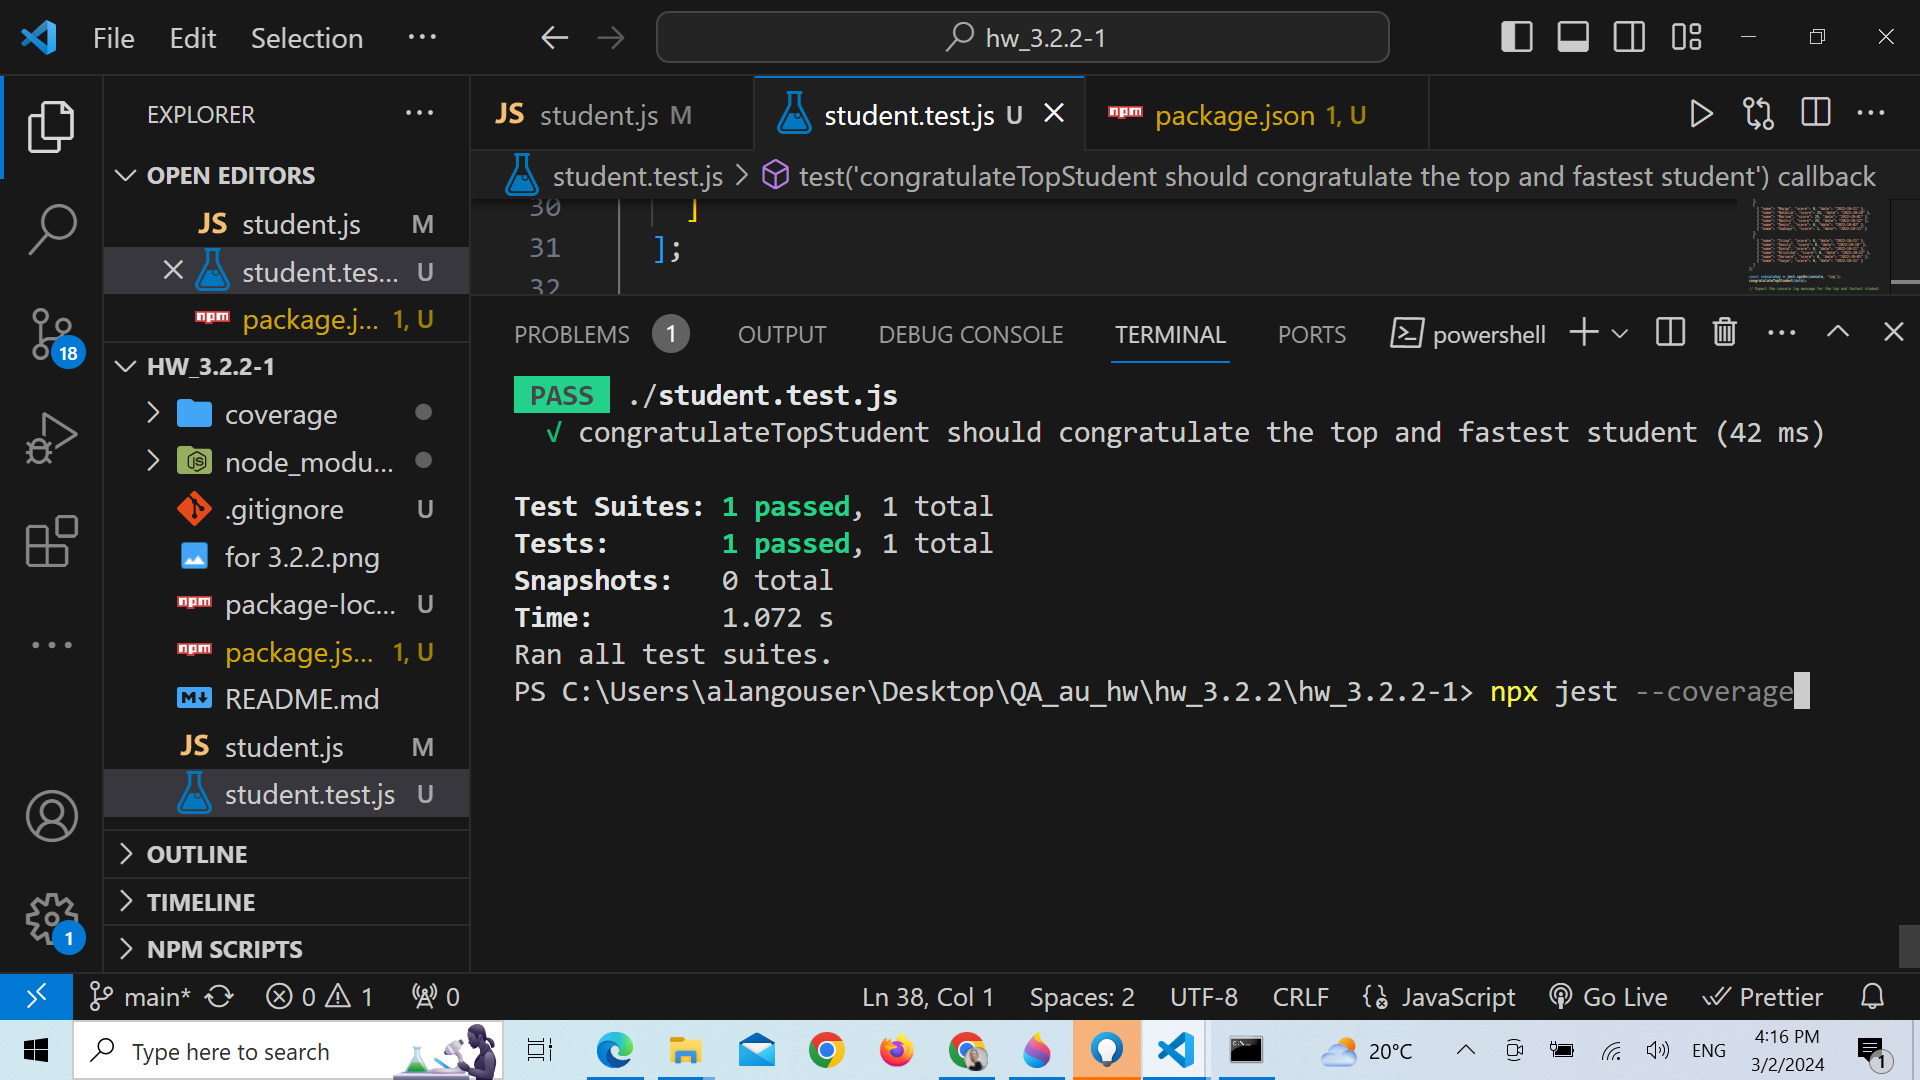 File Edit Selection ··· hw_3.2.2-1
EXPLORER ···
OPEN EDITORS
JS student.js M
student.tes... U
npm package.j... 1, U
HW_3.2.2-1
coverage
node_modu...
.gitignore U
for 3.2.2.png
npm package-loc... U
npm package.js... 1, U
README.md
JS student.js M
student.test.js U
OUTLINE
TIMELINE
NPM SCRIPTS
18
1
JS student.js M student.test.js U npm package.json 1, U
student.test.js > test('congratulateTopStudent should congratulate the top and fastest student') callback
30 ]
31 ];
32
PROBLEMS 1 OUTPUT DEBUG CONSOLE TERMINAL PORTS powershell
PASS ./student.test.js
√ congratulateTopStudent should congratulate the top and fastest student (42 ms)
Test Suites: 1 passed, 1 total
Tests: 1 passed, 1 total
Snapshots: 0 total
Time: 1.072 s
Ran all test suites.
PS C:\Users\alangouser\Desktop\QA_au_hw\hw_3.2.2\hw_3.2.2-1> npx jest --coverage
main* 0 1 0 Ln 38, Col 1 Spaces: 2 UTF-8 CRLF JavaScript Go Live Prettier
Type here to search 20°C ENG 4:16 PM
3/2/2024 1